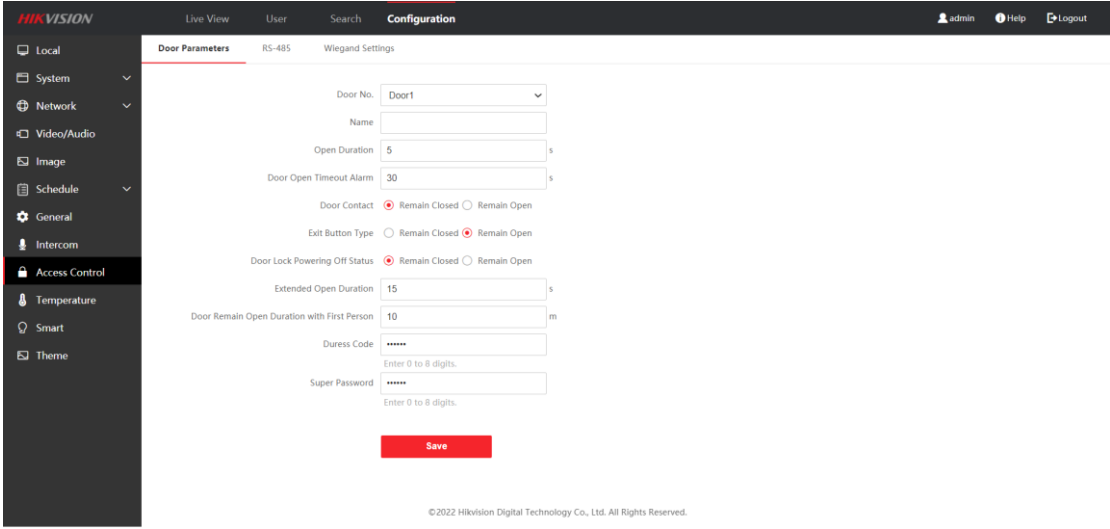 HIKVISION Live View User Search Configuration admin Help Logout
Local
System
Network
Video/Audio
Image
Schedule
General
Intercom
Access Control
Temperature
Smart
Theme
Door Parameters RS-485 Wiegand Settings
Door No. Door1
Name
Open Duration 5 s
Door Open Timeout Alarm 30 s
Door Contact Remain Closed Remain Open
Exit Button Type Remain Closed Remain Open
Door Lock Powering Off Status Remain Closed Remain Open
Extended Open Duration 15 s
Door Remain Open Duration with First Person 10 m
Duress Code ••••••
Enter 0 to 8 digits.
Super Password ••••••
Enter 0 to 8 digits.
Save
©2022 Hikvision Digital Technology Co., Ltd. All Rights Reserved.